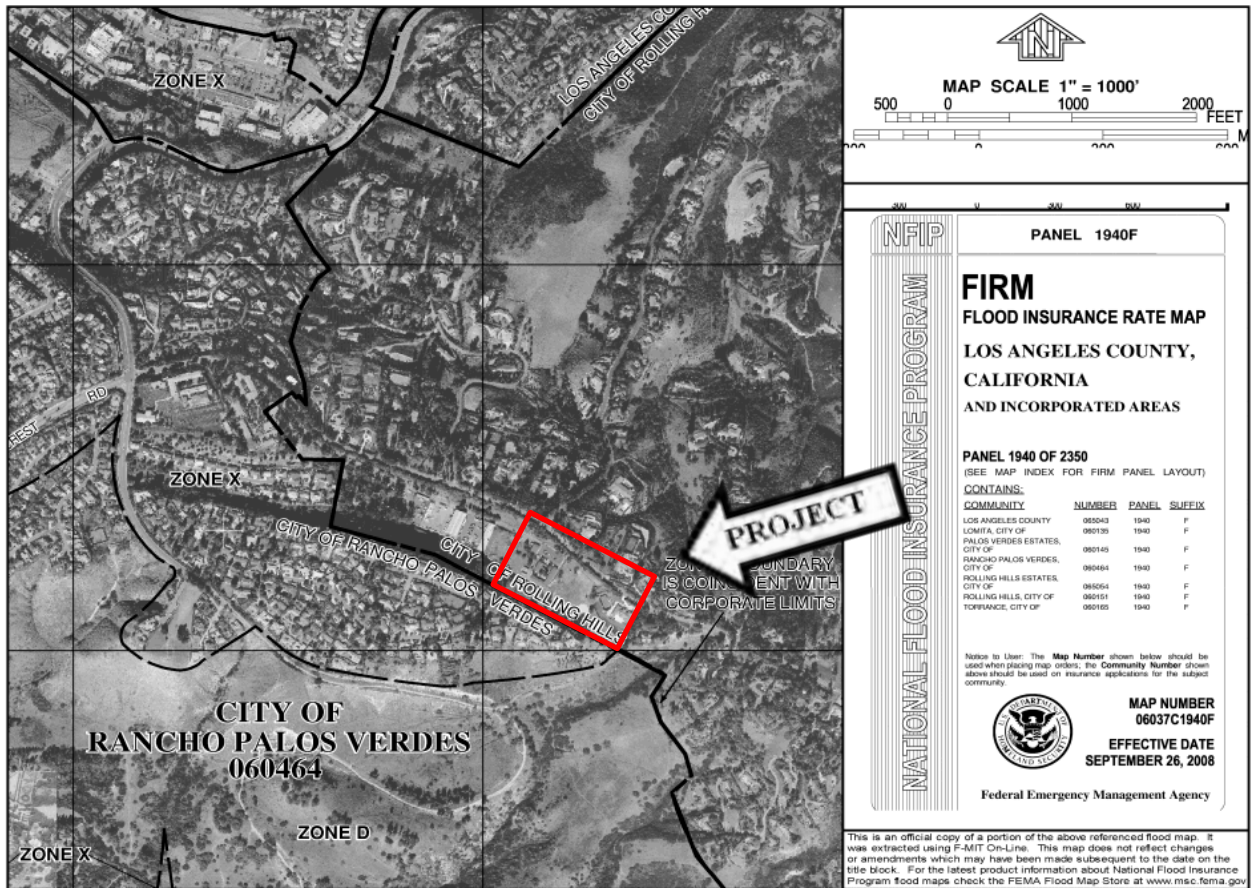 ZONE X
LOS ANGELES
CITY OF ROLLING
REST RD
ZONE X
CITY OF RANCHO PALOS VERDES
CITY OF ROLLING HILLS
PROJECT
IS
WITH
CORPORATE LIMITS
CITY OF
RANCHO PALOS VERDES
060464
ZONE D
ZONE X
MAP SCALE 1" = 1000'
500 0 1000 2000
FEET
NFIP
PANEL 1940F
NATIONAL FLOOD INSURANCE PROGRAM
FIRM
FLOOD INSURANCE RATE MAP
LOS ANGELES COUNTY,
CALIFORNIA
AND INCORPORATED AREAS
PANEL 1940 OF 2350
(SEE MAP INDEX FOR FIRM PANEL LAYOUT)
CONTAINS:
COMMUNITY NUMBER PANEL SUFFIX
LOS ANGELES COUNTY 065043 1940 F
LOMITA, CITY OF 060135 1940 F
PALOS VERDES ESTATES,
CITY OF 060145 1940 F
RANCHO PALOS VERDES,
CITY OF 060464 1940 F
ROLLING HILLS ESTATES,
CITY OF 065054 1940 F
ROLLING HILLS, CITY OF 060151 1940 F
TORRANCE, CITY OF 060165 1940 F
Notice to User: The Map Number shown below should be
used when placing map orders; the Community Number shown
above should be used on insurance applications for the subject
community.
U.S. DEPARTMENT OF
HOMELAND SECURITY
MAP NUMBER
06037C1940F
EFFECTIVE DATE
SEPTEMBER 26, 2008
Federal Emergency Management Agency
This is an official copy of a portion of the above referenced flood map. It
was extracted using F-MIT On-Line. This map does not reflect changes
or amendments which may have been made subsequent to the date on the
title block. For the latest product information about National Flood Insurance
Program flood maps check the FEMA Flood Map Store at www.msc.fema.gov